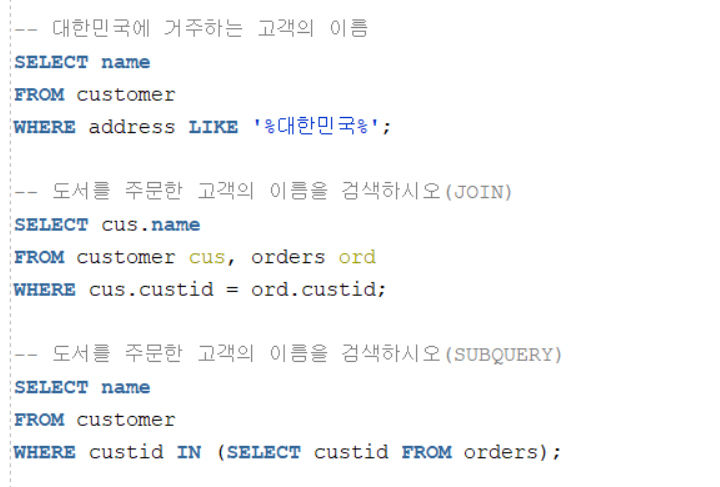 -- 대한민국에 거주하는 고객의 이름
SELECT name
FROM customer
WHERE address LIKE '%대한민국%';
-- 도서를 주문한 고객의 이름을 검색하시오(JOIN)
SELECT cus.name
FROM customer cus, orders ord
WHERE cus.custid = ord.custid;
-- 도서를 주문한 고객의 이름을 검색하시오(SUBQUERY)
SELECT name
FROM customer
WHERE custid IN (SELECT custid FROM orders);